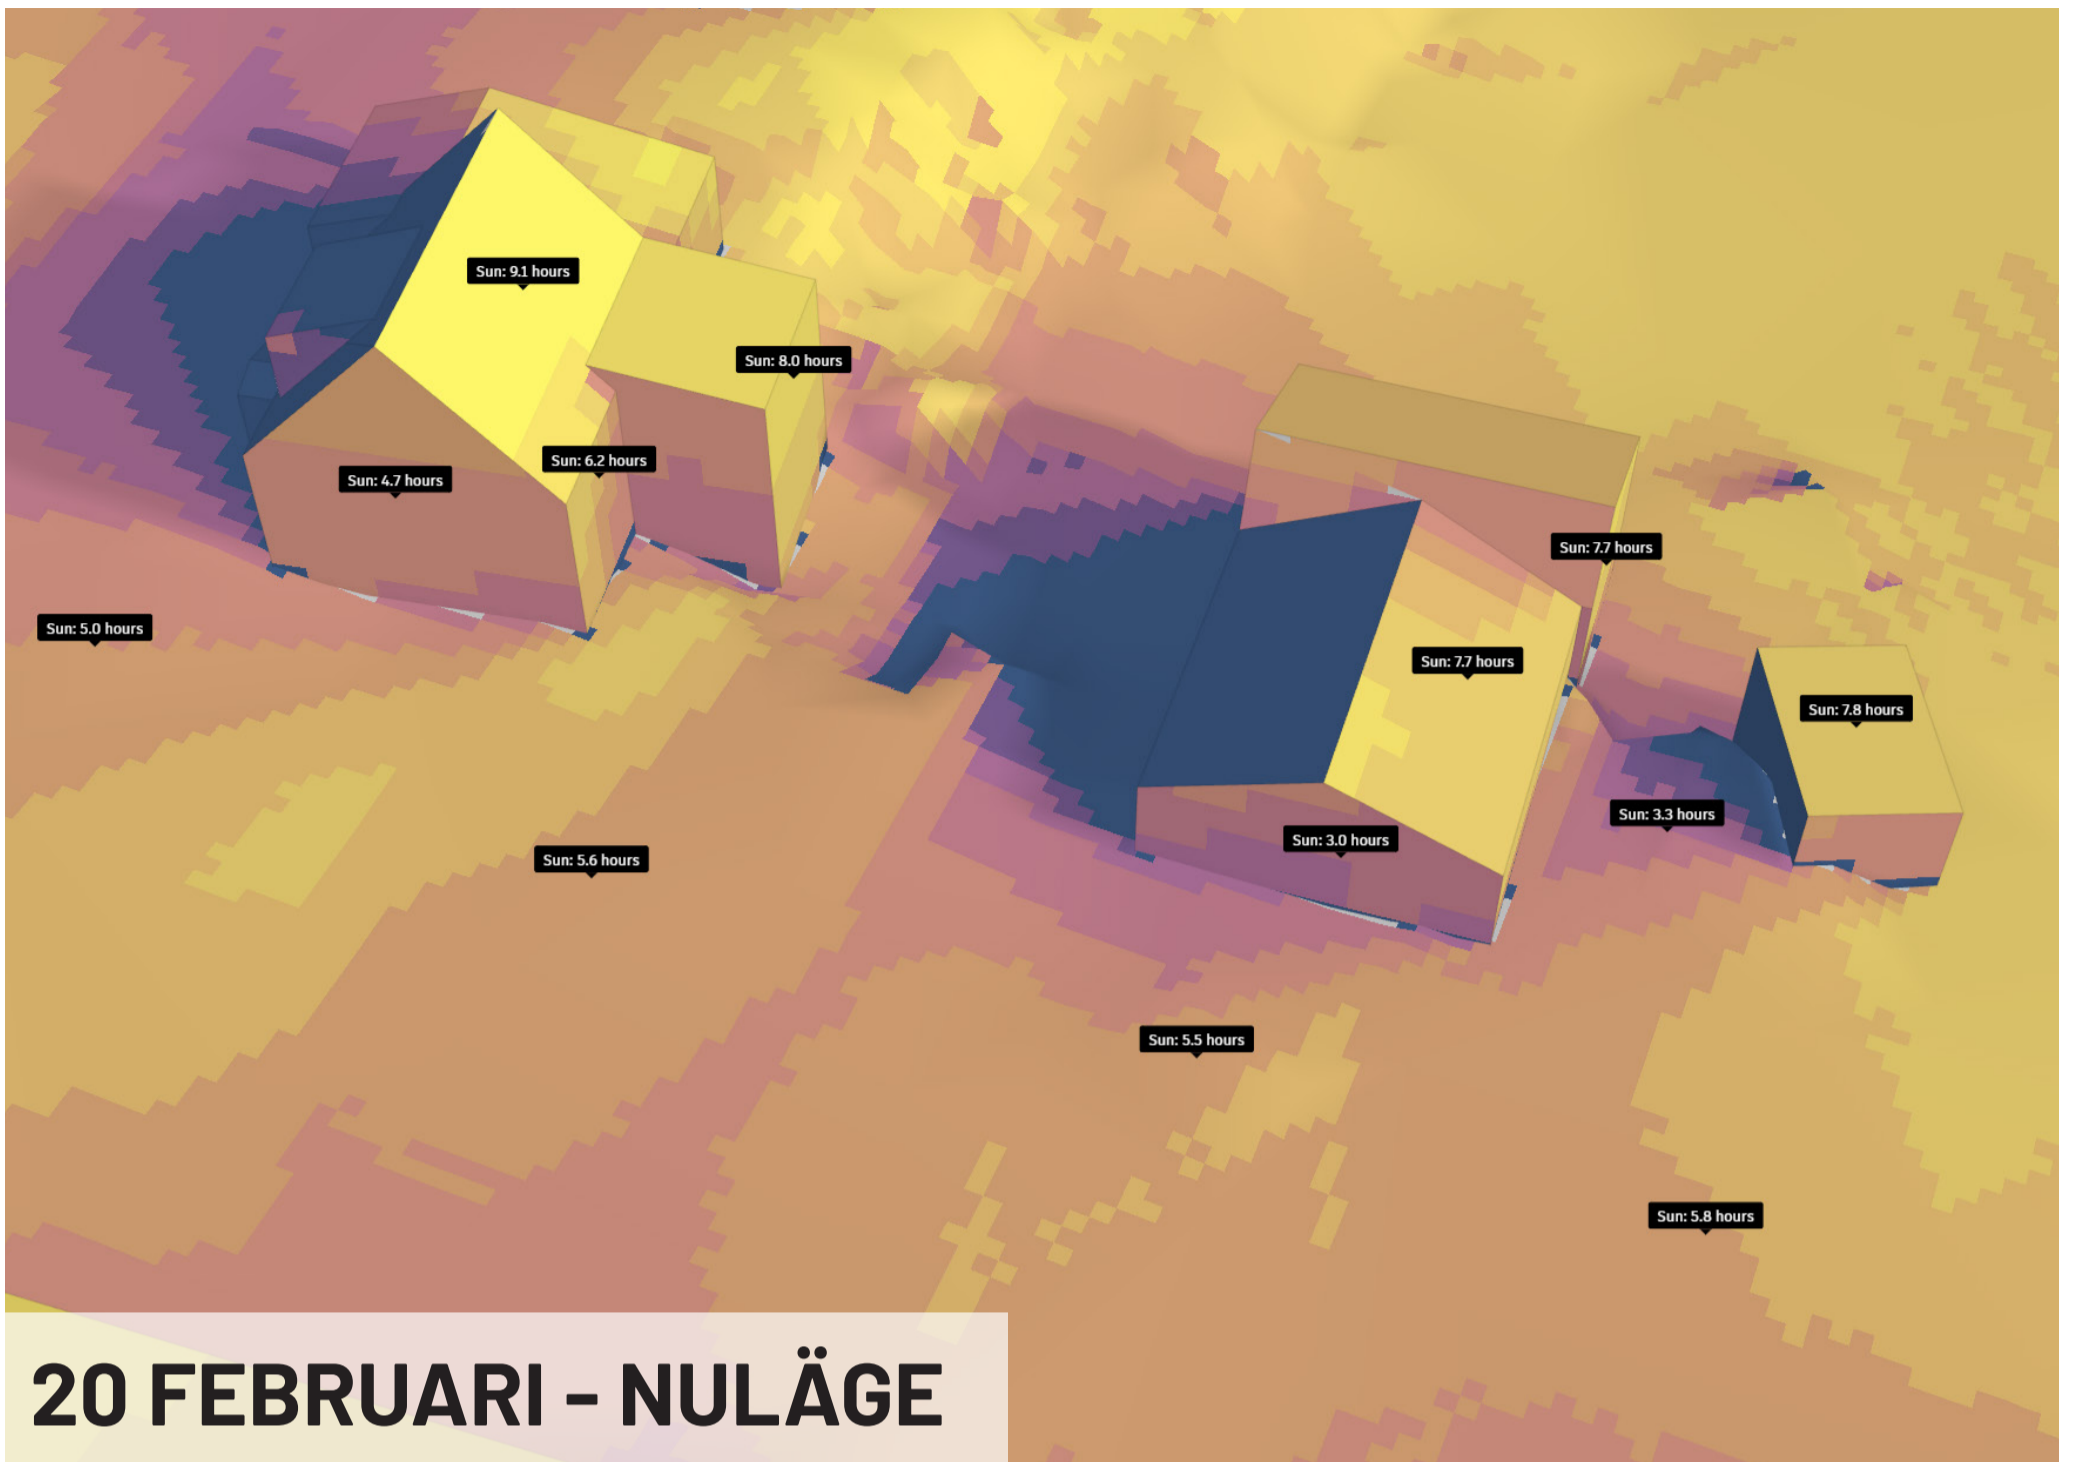 Sun: 9.1 hours
Sun: 8.0 hours
Sun: 6.2 hours
Sun: 4.7 hours
Sun: 7.7 hours
Sun: 5.0 hours
Sun: 7.7 hours
Sun: 7.8 hours
Sun: 3.3 hours
Sun: 3.0 hours
Sun: 5.6 hours
Sun: 5.5 hours
Sun: 5.8 hours
20 FEBRUARI - NULÄGE